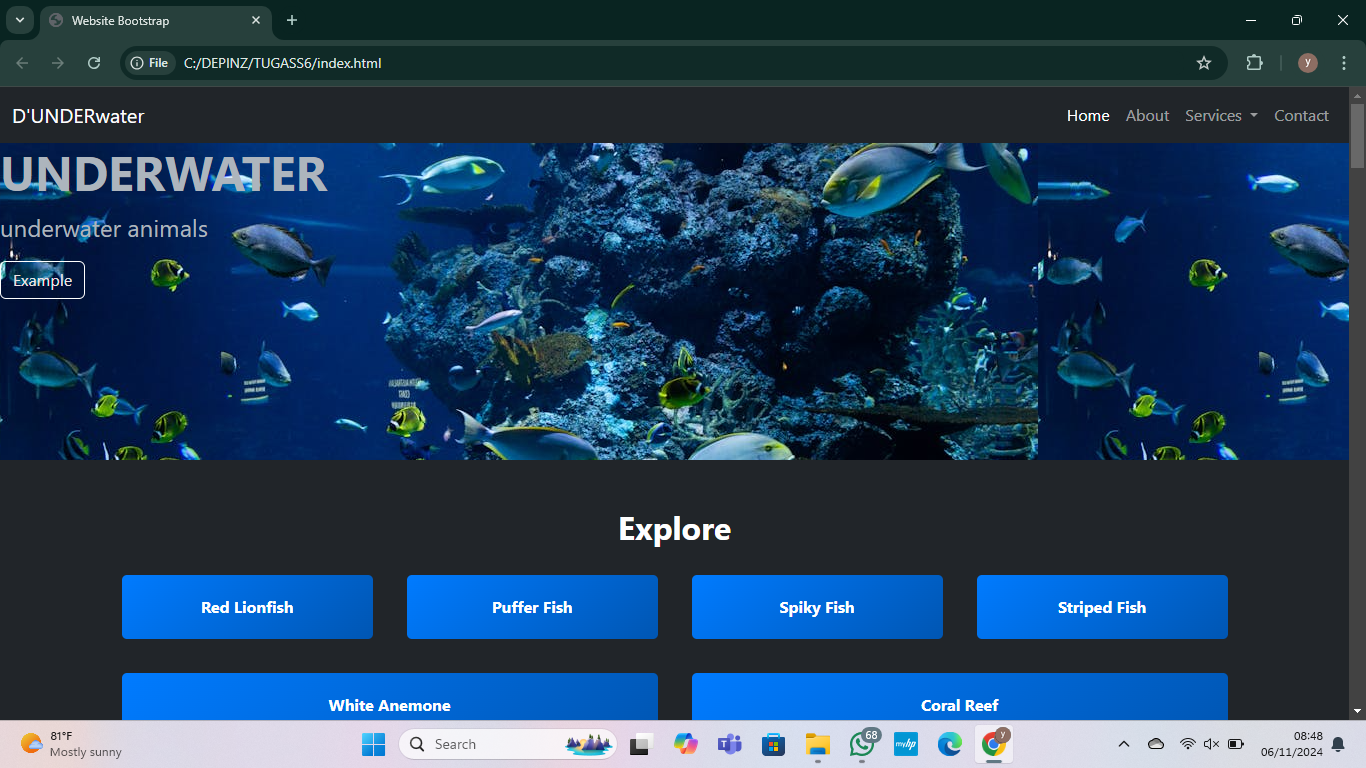 Website Bootstrap
File
C:/DEPINZ/TUGASS6/index.html
y
D'UNDERwater
Home About Services Contact
UNDERWATER
underwater animals
Example
Explore
Red Lionfish
Puffer Fish
Spiky Fish
Striped Fish
White Anemone
Coral Reef
81°F
Mostly sunny
Search
68
myhp
y
08:48
06/11/2024